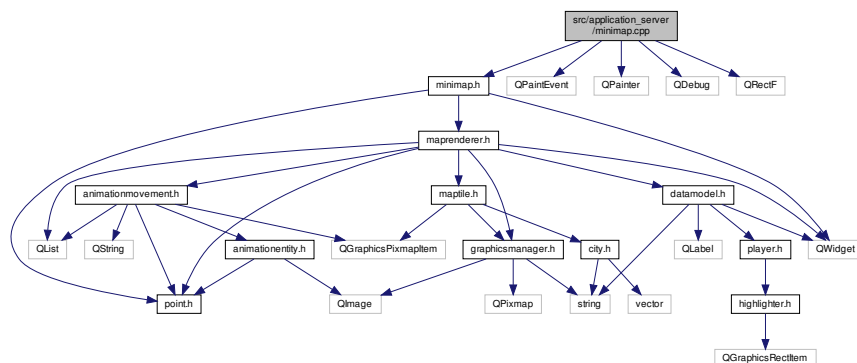 src/application_server
/minimap.cpp
minimap.h
QPaintEvent
QPainter
QDebug
QRectF
maprenderer.h
animationmovement.h
maptile.h
datamodel.h
QList
QString
animationentity.h
QGraphicsPixmapItem
graphicsmanager.h
city.h
QLabel
player.h
QWidget
point.h
QImage
QPixmap
string
vector
highlighter.h
QGraphicsRectItem